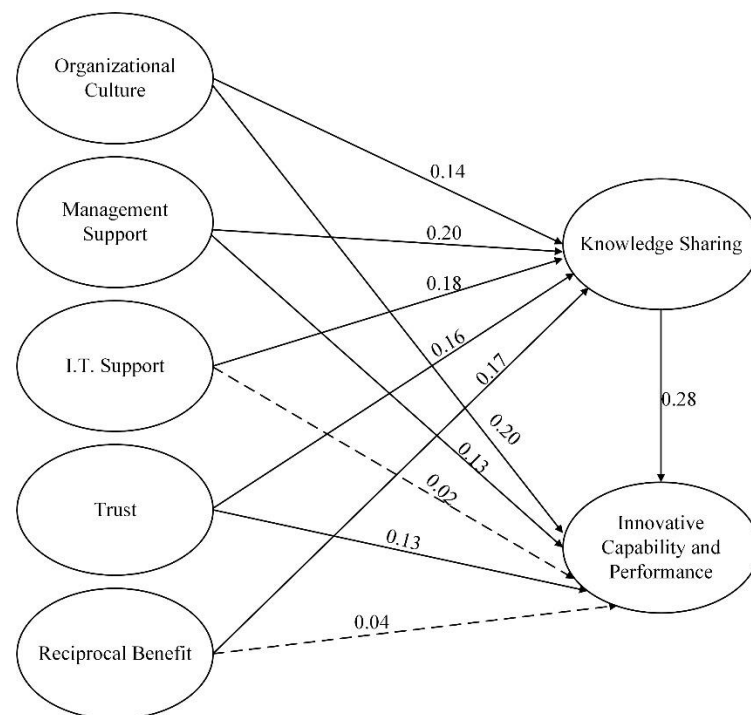 Organizational
Culture
0.14
Management
Support
0.20
Knowledge Sharing
0.18
I.T. Support
0.16
0.17
0.28
0.20
0.13
0.02
Trust
0.13
Innovative
Capability and
Performance
0.04
Reciprocal Benefit